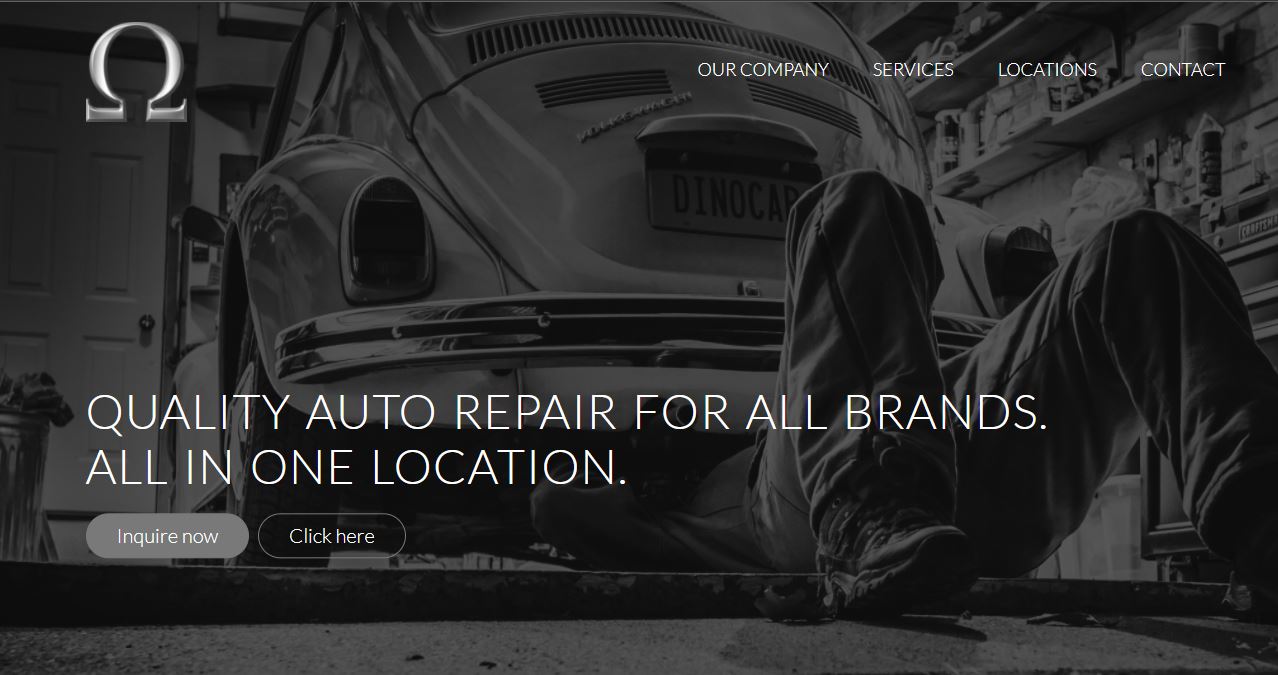 Ω
OUR COMPANY SERVICES LOCATIONS CONTACT
VOLKSWAGEN
DINOCAR
CRAFTSMAN
QUALITY AUTO REPAIR FOR ALL BRANDS.
ALL IN ONE LOCATION.
Inquire now Click here